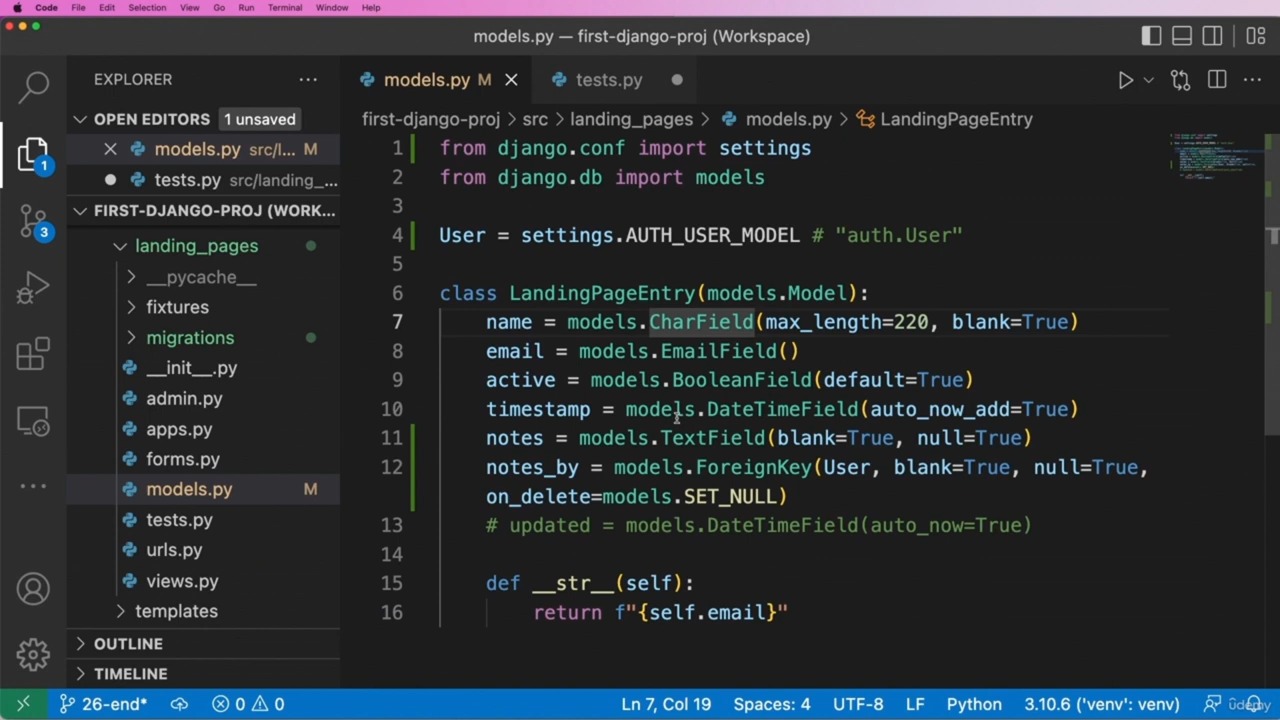 Code File Edit Selection View Go Run Terminal Window Help
models.py — first-django-proj (Workspace)
EXPLORER
OPEN EDITORS 1 unsaved
models.py src/l... M
tests.py src/landing_...
FIRST-DJANGO-PROJ (WORK...
landing_pages
__pycache__
fixtures
migrations
__init__.py
admin.py
apps.py
forms.py
models.py M
tests.py
urls.py
views.py
templates
OUTLINE
TIMELINE
1
3
models.py M
tests.py
first-django-proj > src > landing_pages > models.py > LandingPageEntry
1 from django.conf import settings
2 from django.db import models
3
4 User = settings.AUTH_USER_MODEL # "auth.User"
5
6 class LandingPageEntry(models.Model):
7 name = models.CharField(max_length=220, blank=True)
8 email = models.EmailField()
9 active = models.BooleanField(default=True)
10 timestamp = models.DateTimeField(auto_now_add=True)
11 notes = models.TextField(blank=True, null=True)
12 notes_by = models.ForeignKey(User, blank=True, null=True,
on_delete=models.SET_NULL)
13 # updated = models.DateTimeField(auto_now=True)
14
15 def __str__(self):
16 return f"{self.email}"
26-end* 0 0 Ln 7, Col 19 Spaces: 4 UTF-8 LF Python 3.10.6 ('venv': venv)
udemy